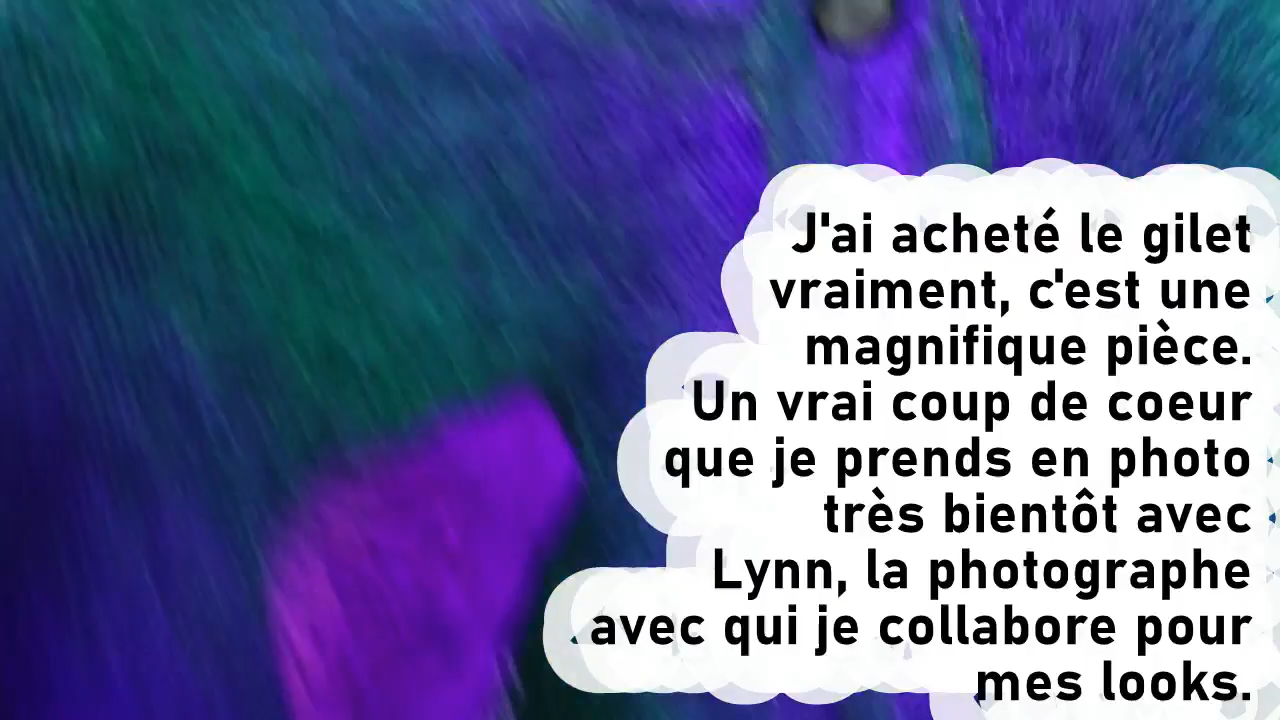 J'ai acheté le gilet
vraiment, c'est une
magnifique pièce.
Un vrai coup de coeur
que je prends en photo
très bientôt avec
Lynn, la photographe
avec qui je collabore pour
mes looks.